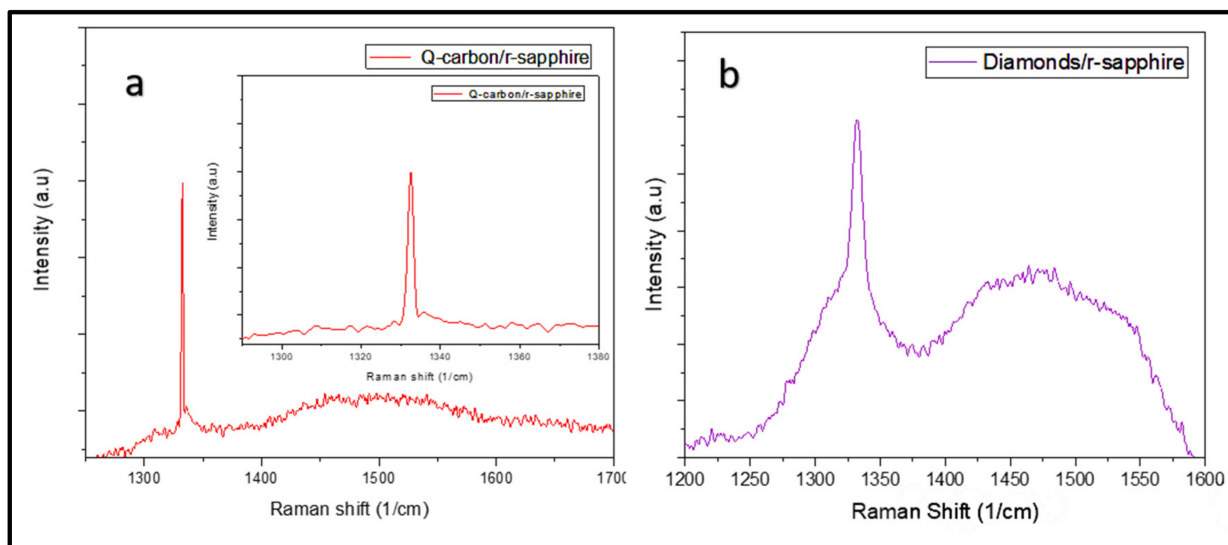 a
Q-carbon/r-sapphire
Q-carbon/r-sapphire
Intensity (a.u)
1300 1320 1340 1360 1380
Raman shift (1/cm)
Intensity (a.u)
1300 1400 1500 1600 1700
Raman shift (1/cm)
b
Diamonds/r-sapphire
Intensity (a.u)
1200 1250 1300 1350 1400 1450 1500 1550 1600
Raman Shift (1/cm)